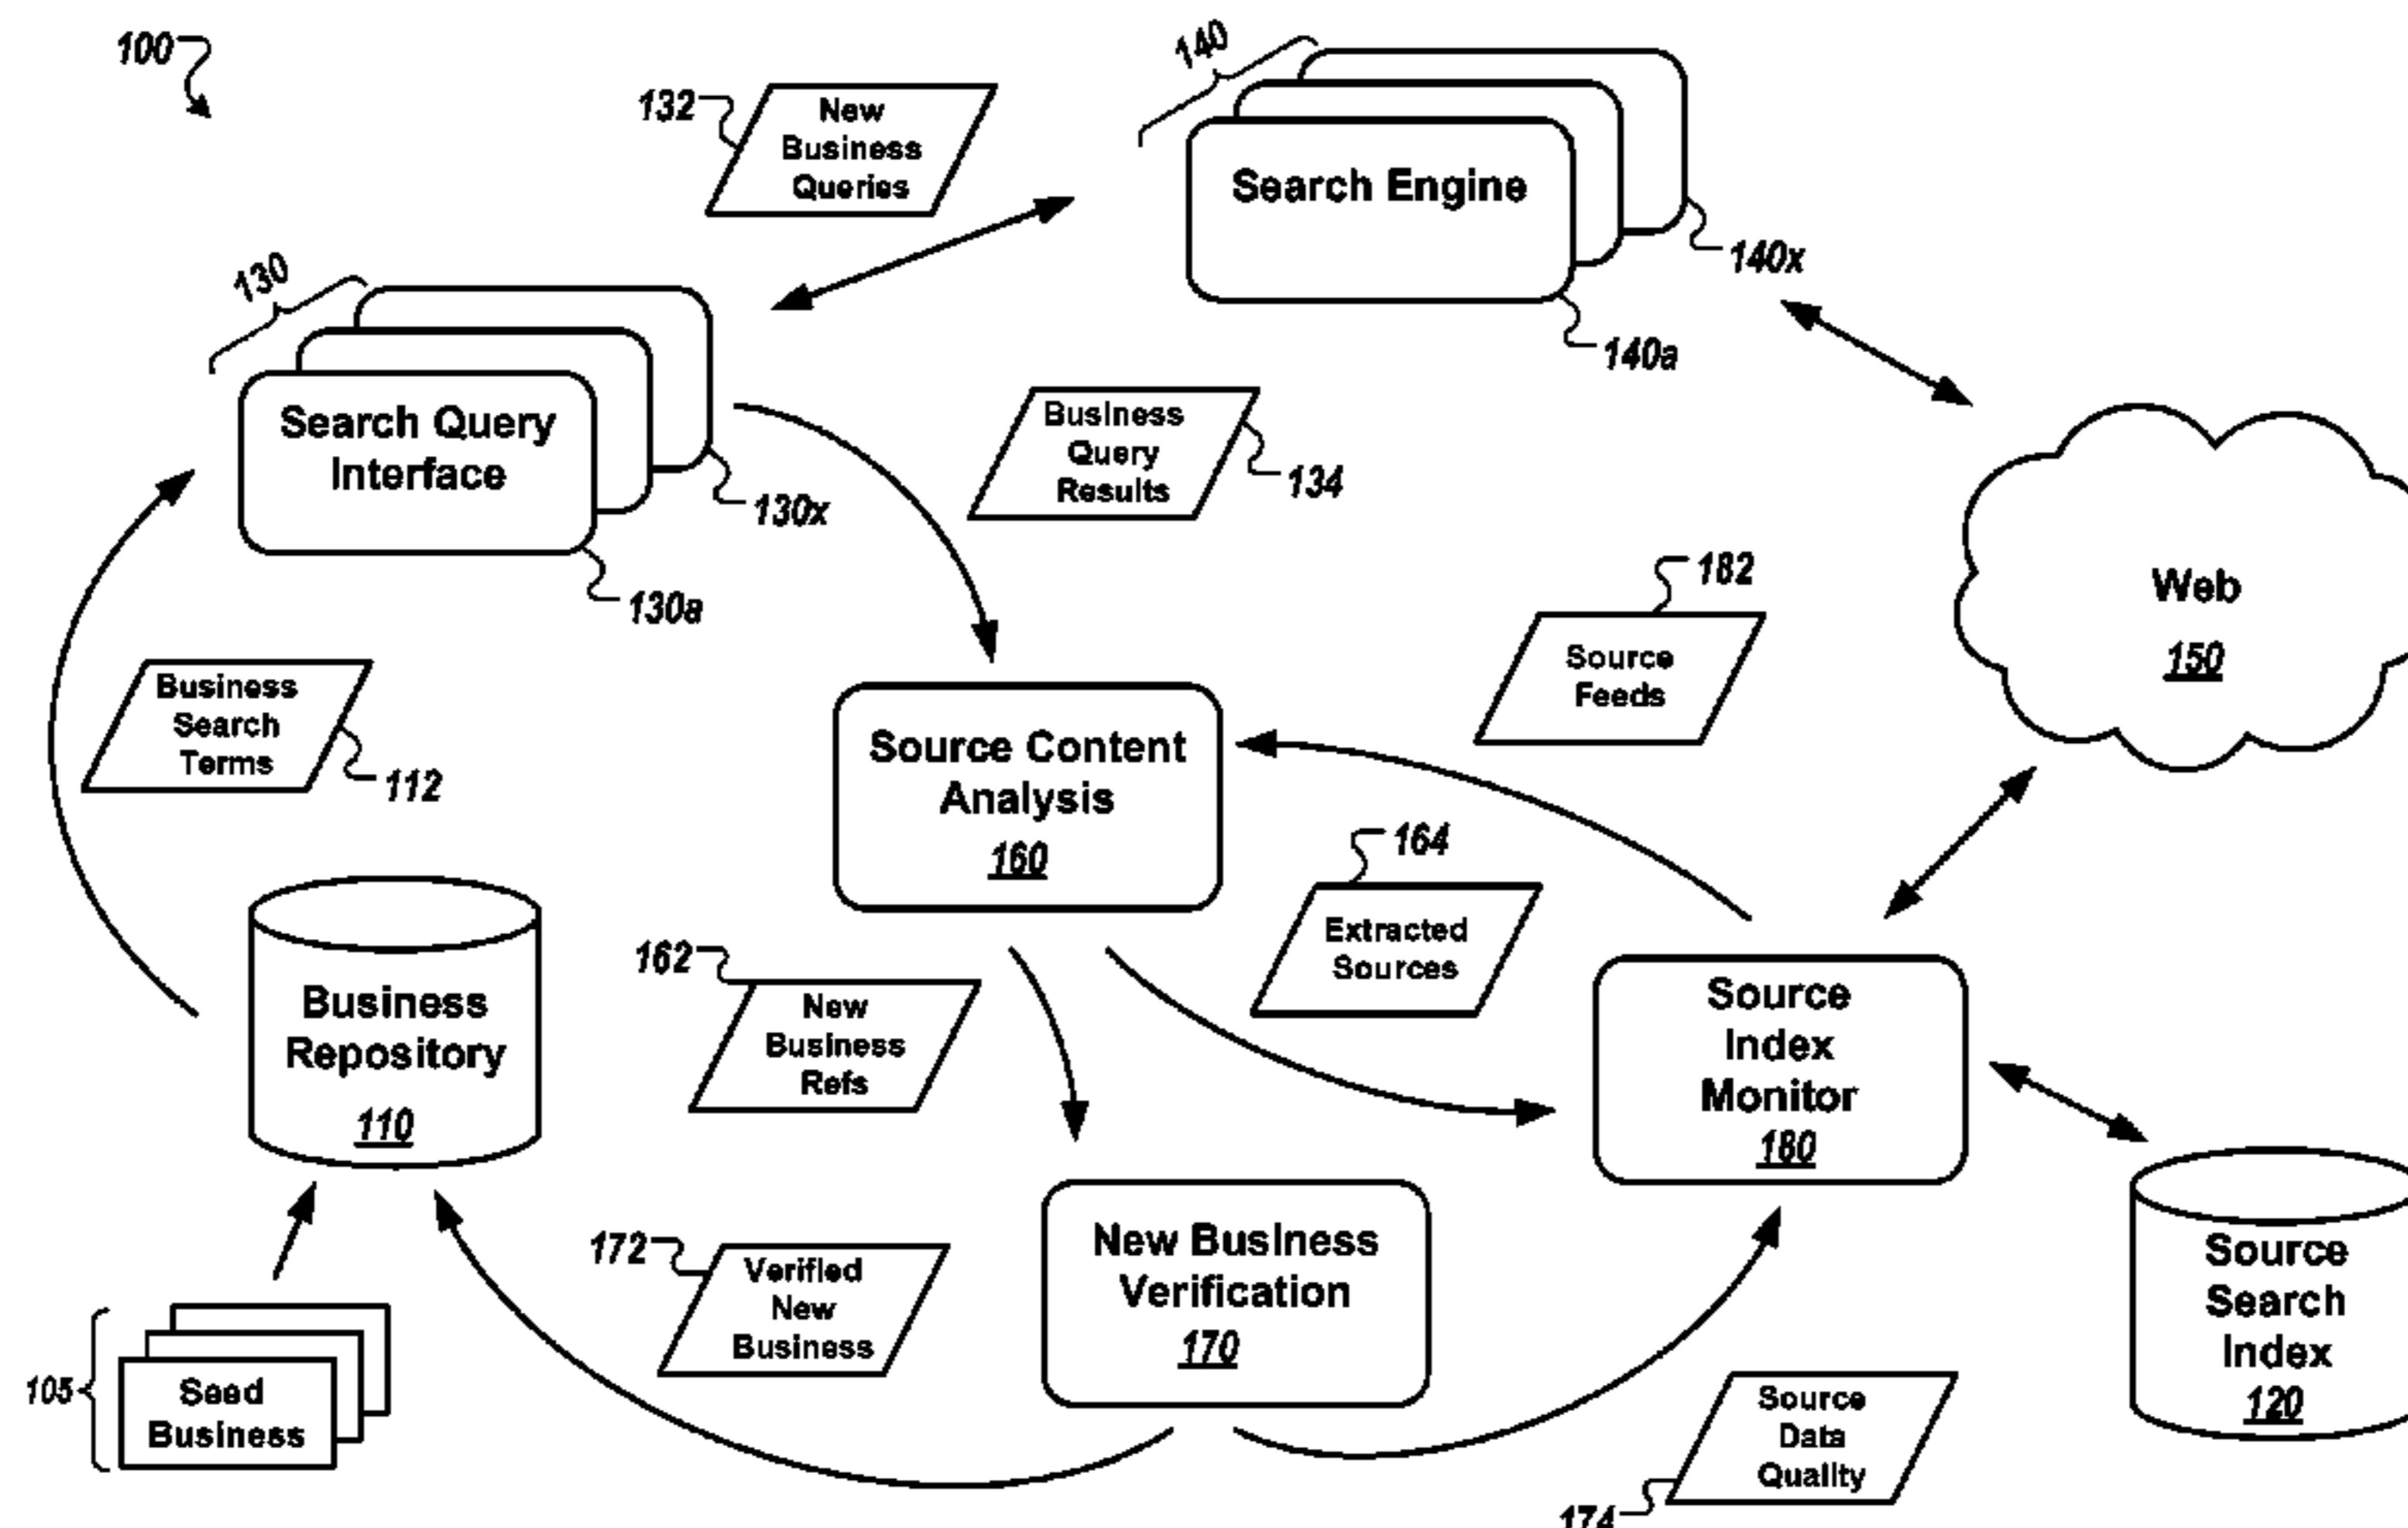 100
132
New
Business
Queries
140
Search Engine
140x
140a
130
Search Query
Interface
130x
130a
Business
Query
Results
134
182
Source
Feeds
Web
150
Business
Search
Terms
112
Source Content
Analysis
160
164
Extracted
Sources
162
New
Business
Refs
Business
Repository
110
Source
Index
Monitor
180
172
Verified
New
Business
New Business
Verification
170
Source
Search
Index
120
105
Seed
Business
Source
Data
Quality
174